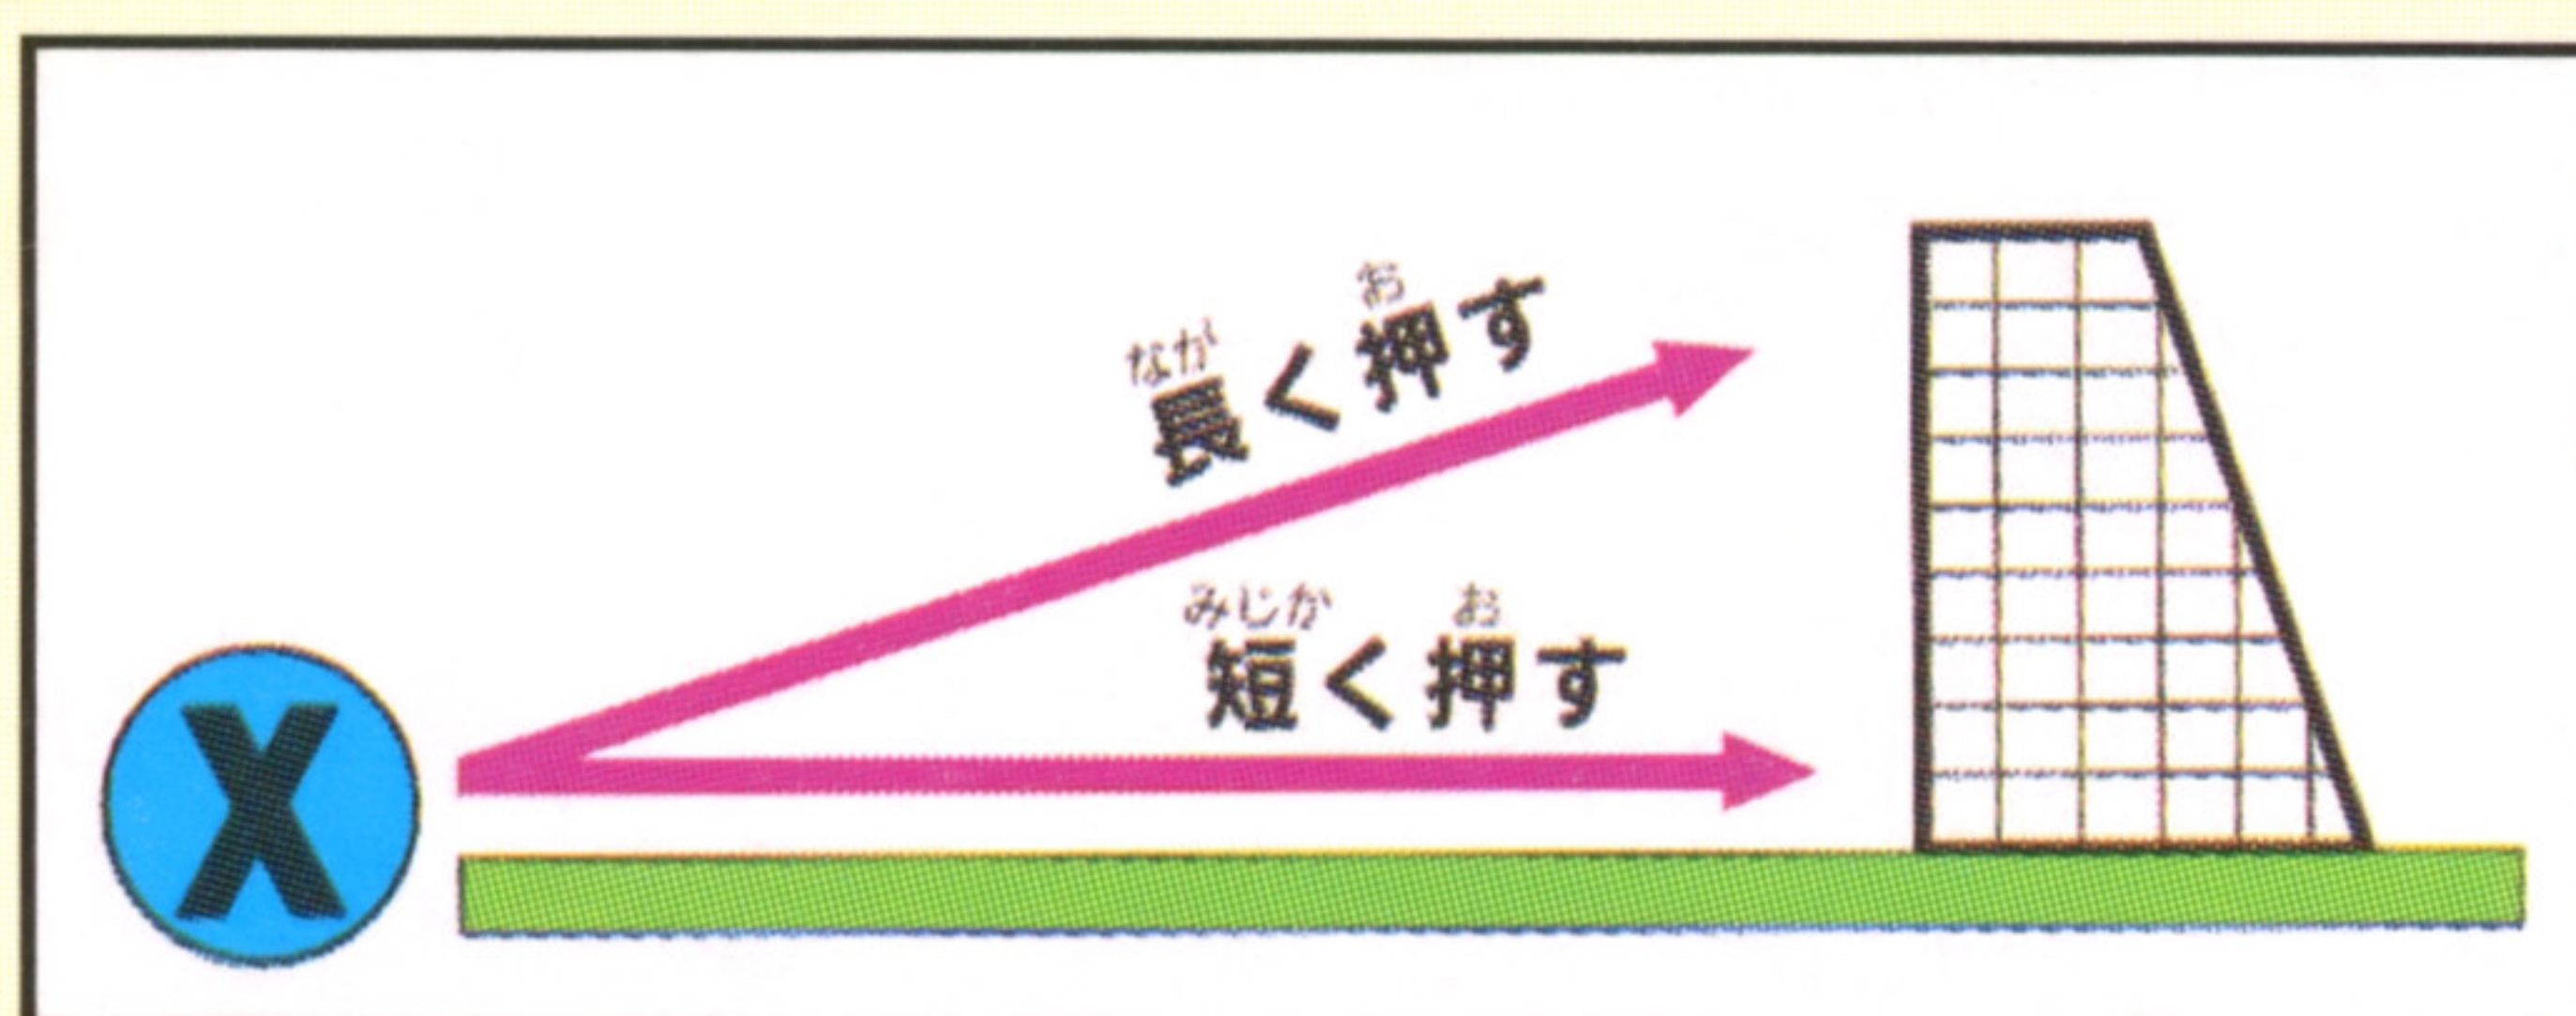 なが お
長く押す
みじか お
短く押す
X